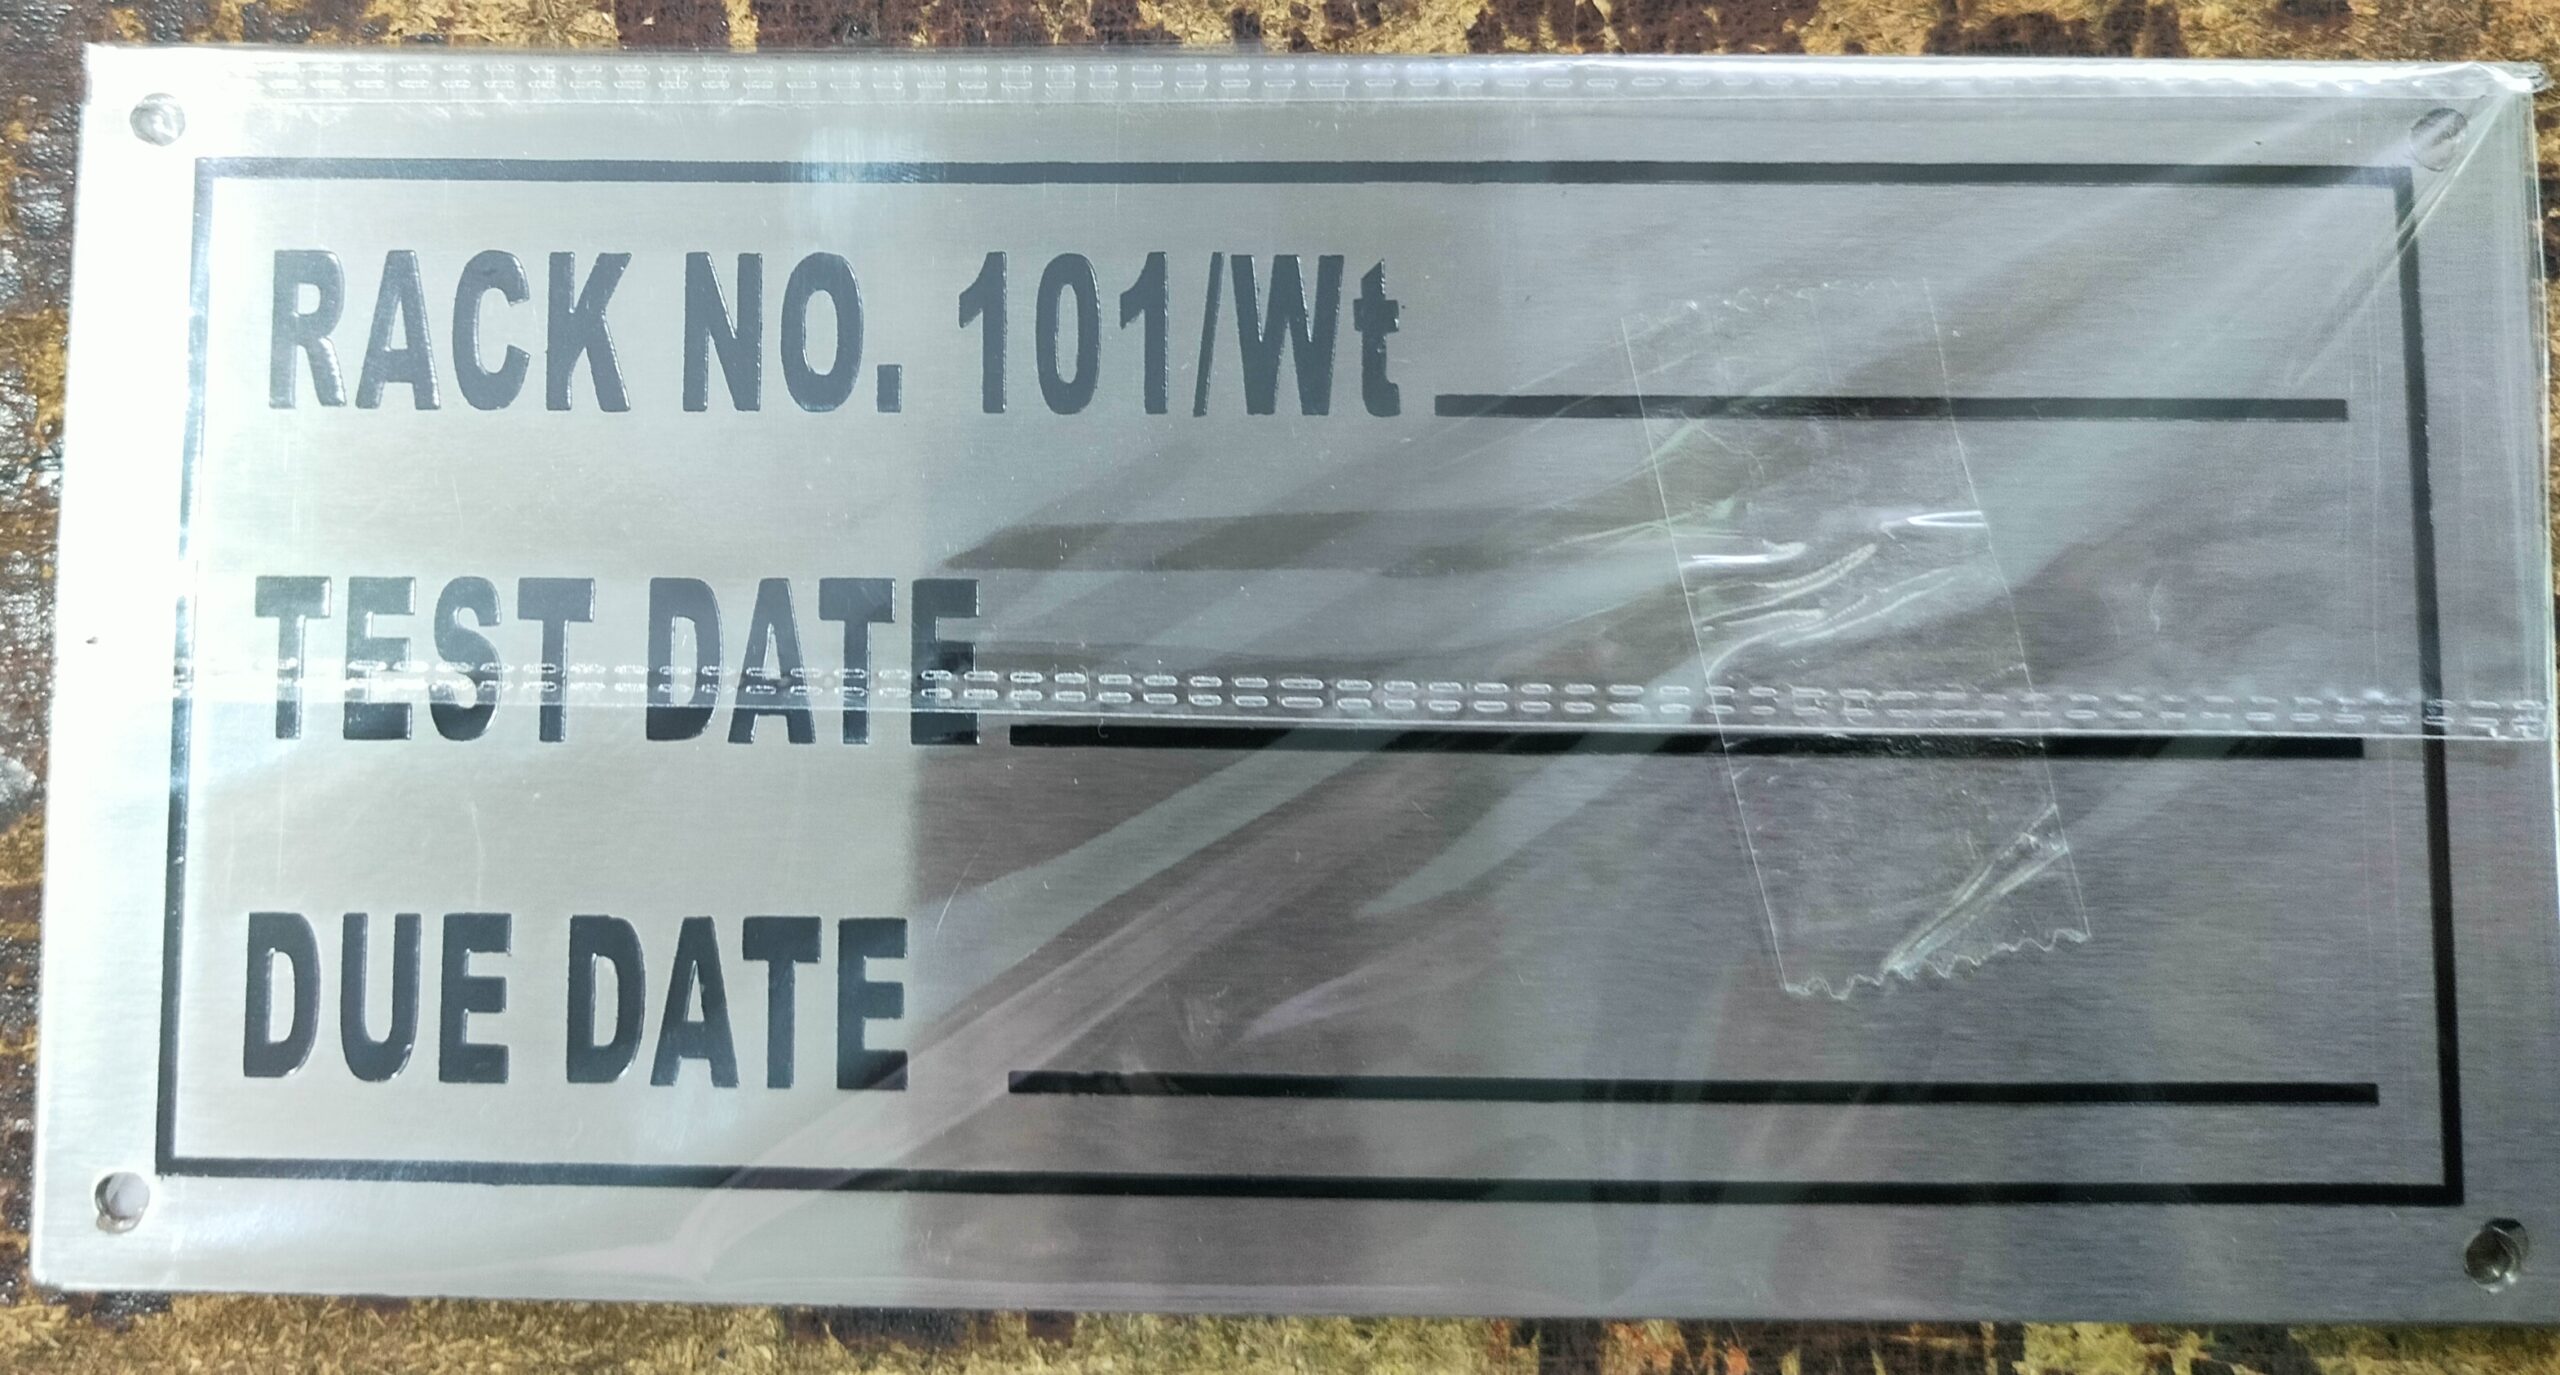 RACK NO. 101/Wt
TEST DATE
DUE DATE